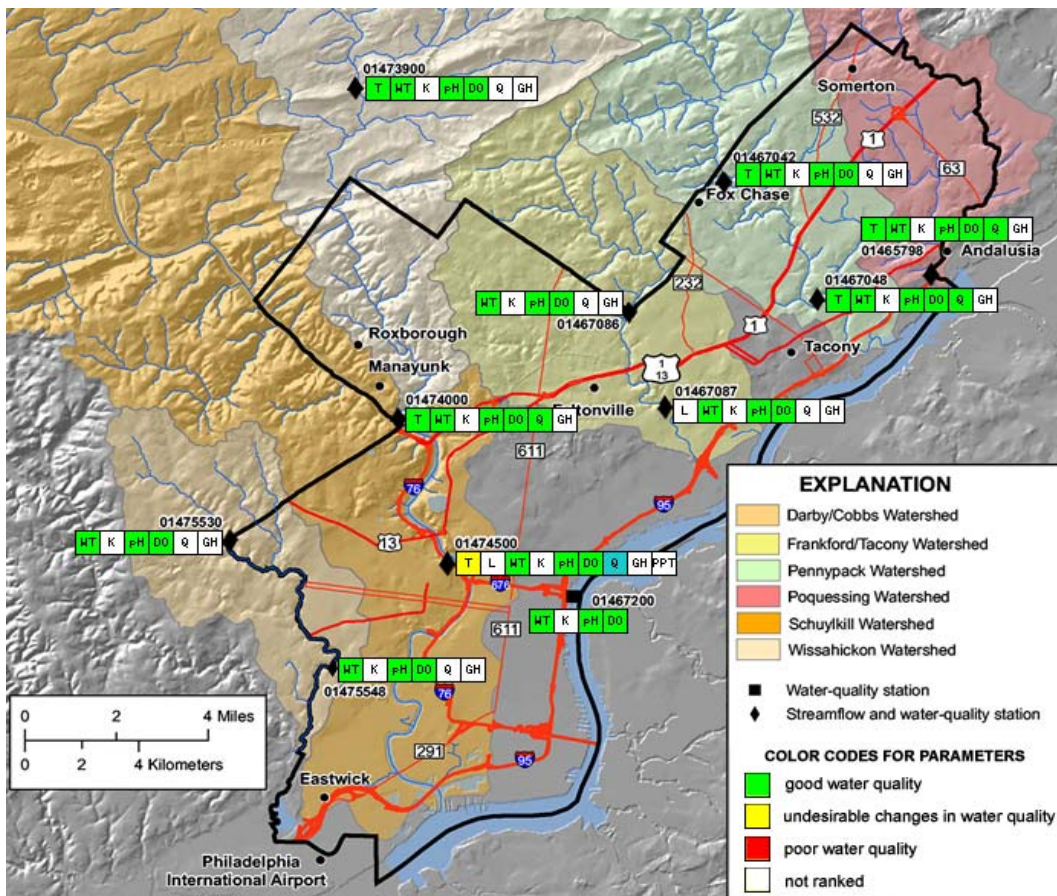 01473900
T WT K pH DO Q GH
Somerton
532
1
01467042
T WT K pH DO Q GH
Fox Chase
63
T WT K pH DO Q GH
01465798
Andalusia
232
01467048
T WT K pH DO Q GH
WT K pH DO Q GH
01467086
1
Roxborough
Tacony
1
13
Manayunk
01467087
L WT K pH DO Q GH
01474000
T WT K pH DO Q GH
611
76
95
01475530
WT K pH DO Q GH
13
01474500
T L WT K pH DO Q GH PPT
676
01467200
WT K pH DO
611
WT K pH DO Q GH
01475548
76
291
95
Eastwick
Philadelphia
International Airport
0 2 4 Miles
0 2 4 Kilometers
EXPLANATION
Darby/Cobbs Watershed
Frankford/Tacony Watershed
Pennypack Watershed
Poquessing Watershed
Schuylkill Watershed
Wissahickon Watershed
Water-quality station
Streamflow and water-quality station
COLOR CODES FOR PARAMETERS
good water quality
undesirable changes in water quality
poor water quality
not ranked